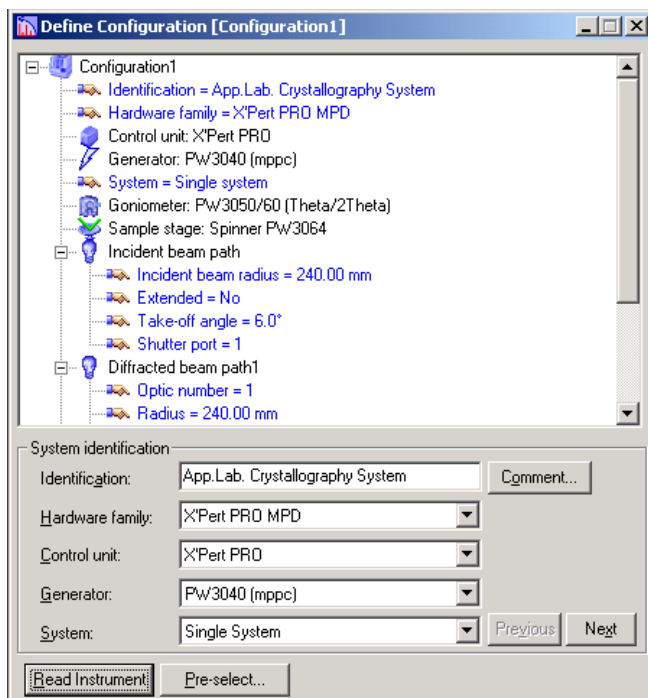 Define Configuration [Configuration1]
Configuration1
Identification = App.Lab. Crystallography System
Hardware family = X'Pert PRO MPD
Control unit: X'Pert PRO
Generator: PW3040 (mppc)
System = Single system
Goniometer: PW3050/60 (Theta/2Theta)
Sample stage: Spinner PW3064
Incident beam path
Incident beam radius = 240.00 mm
Extended = No
Take-off angle = 6.0°
Shutter port = 1
Diffracted beam path1
Optic number = 1
Radius = 240.00 mm
System identification
Identification: App.Lab. Crystallography System Comment...
Hardware family: X'Pert PRO MPD
Control unit: X'Pert PRO
Generator: PW3040 (mppc)
System: Single System Previous Next
Read Instrument Pre-select...